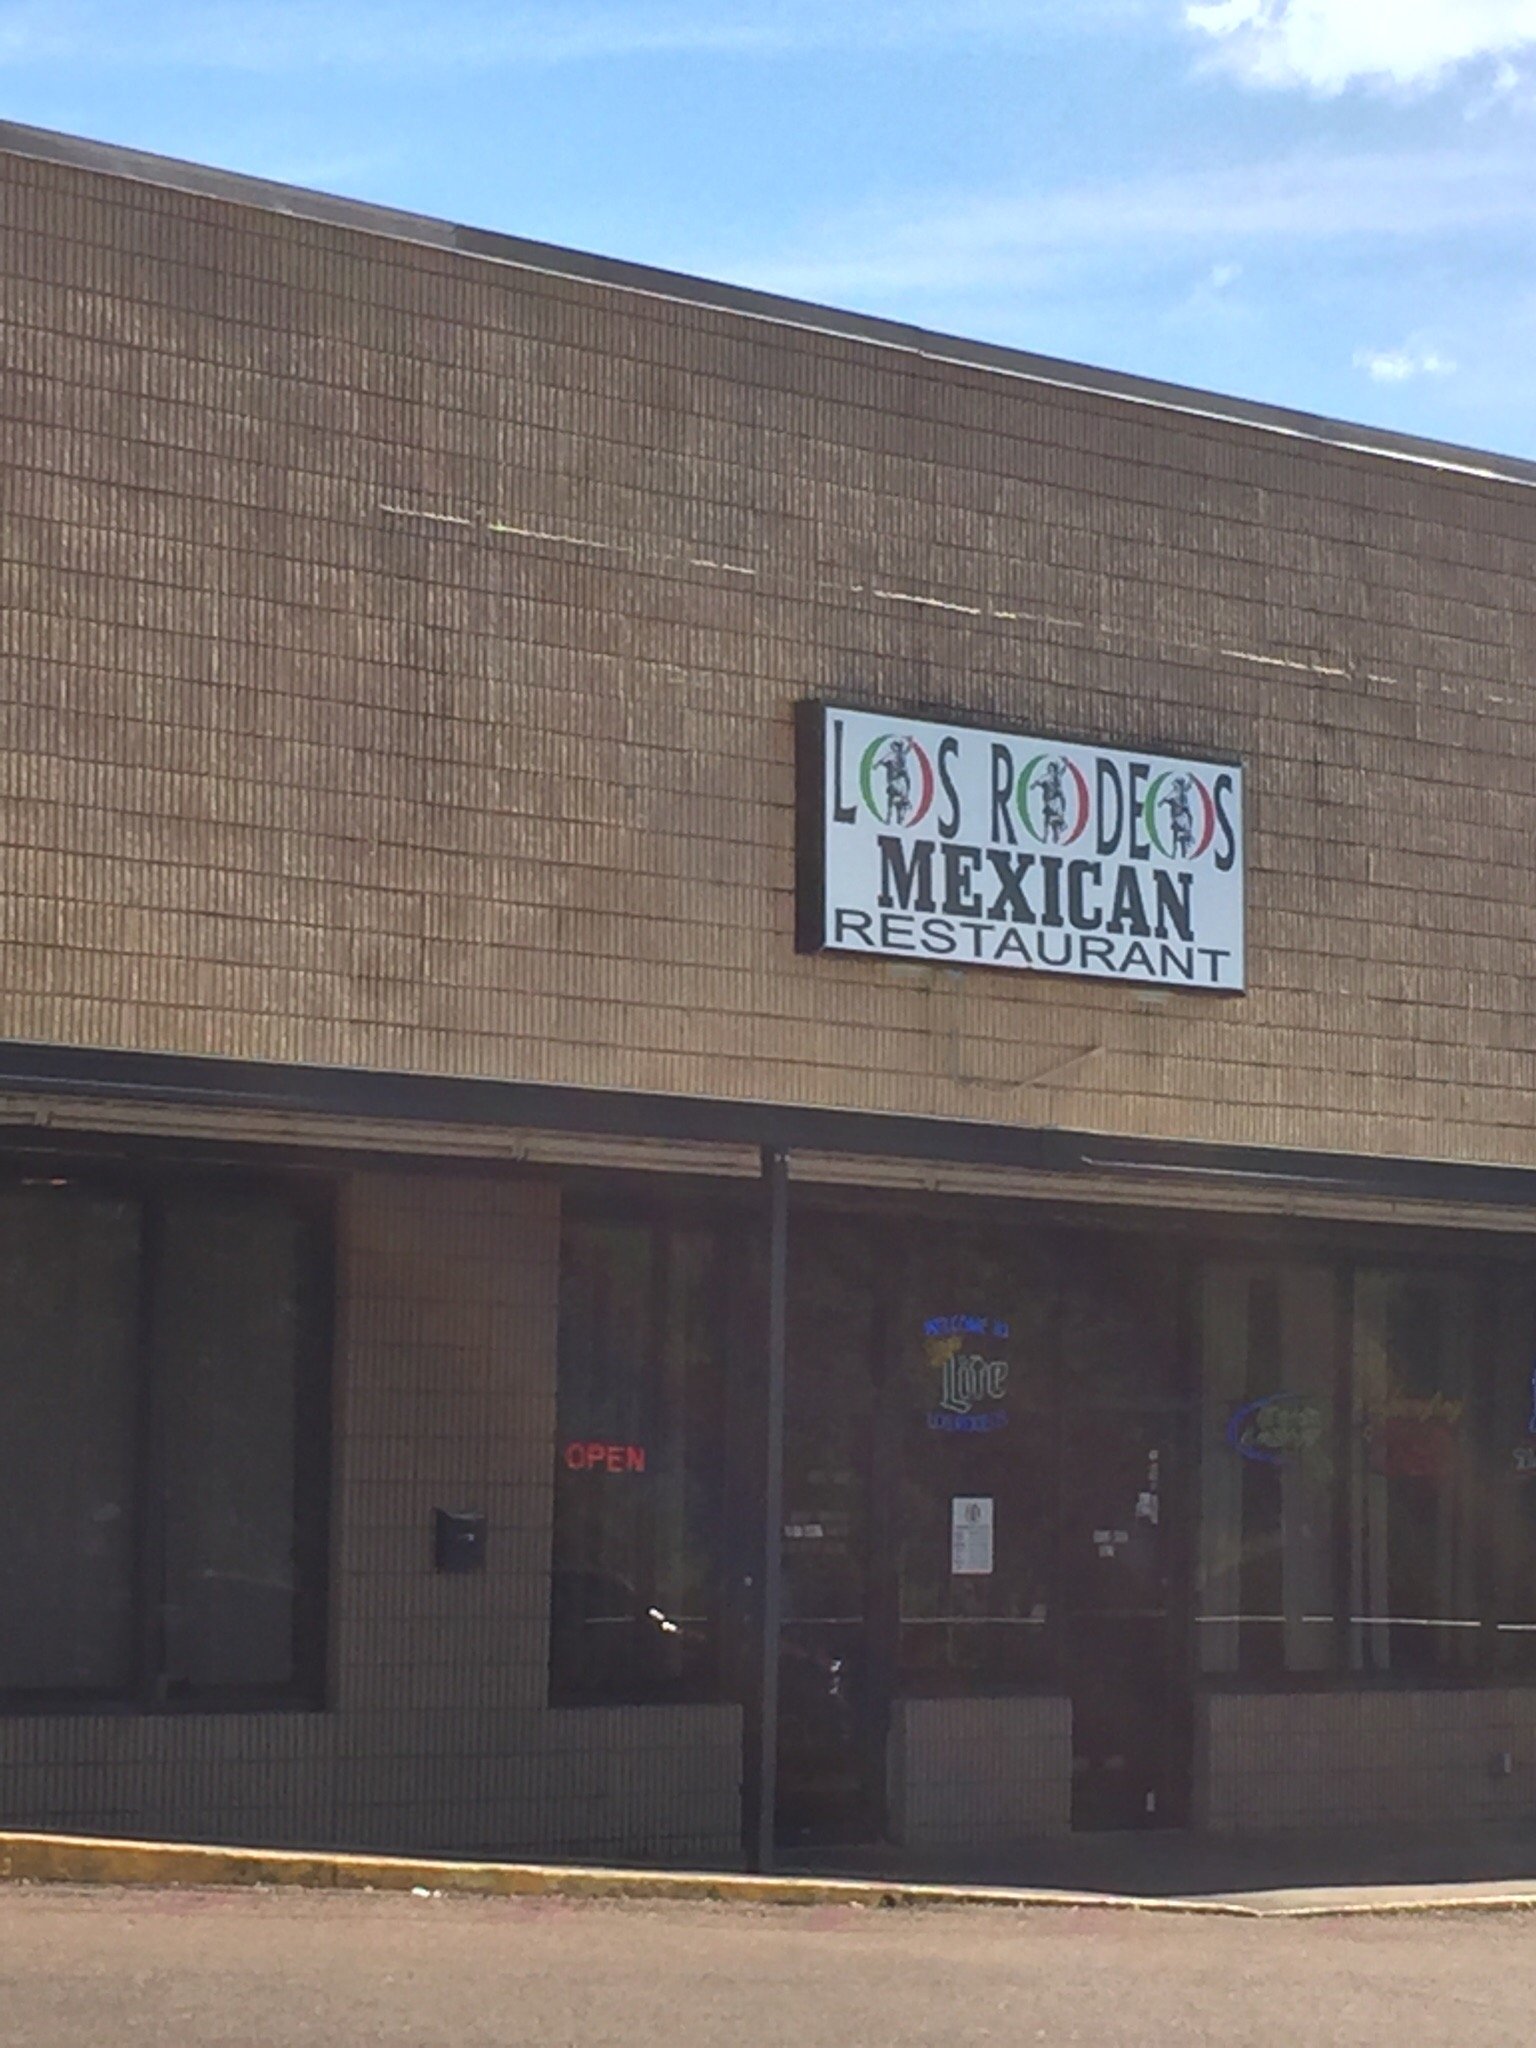 LOS RODEOS
MEXICAN
RESTAURANT
WELCOME TO
Lite
OPEN